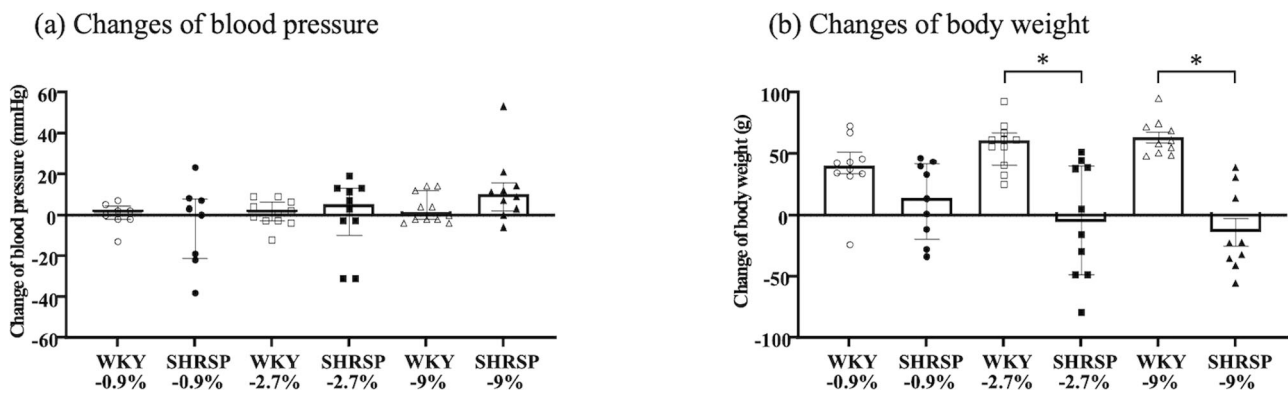 (a) Changes of blood pressure
Change of blood pressure (mmHg)
60
40
20
0
-20
-40
-60
WKY SHRSP WKY SHRSP WKY SHRSP
-0.9% -0.9% -2.7% -2.7% -9% -9%
(b) Changes of body weight
* *
Change of body weight (g)
100
50
0
-50
-100
WKY SHRSP WKY SHRSP WKY SHRSP
-0.9% -0.9% -2.7% -2.7% -9% -9%